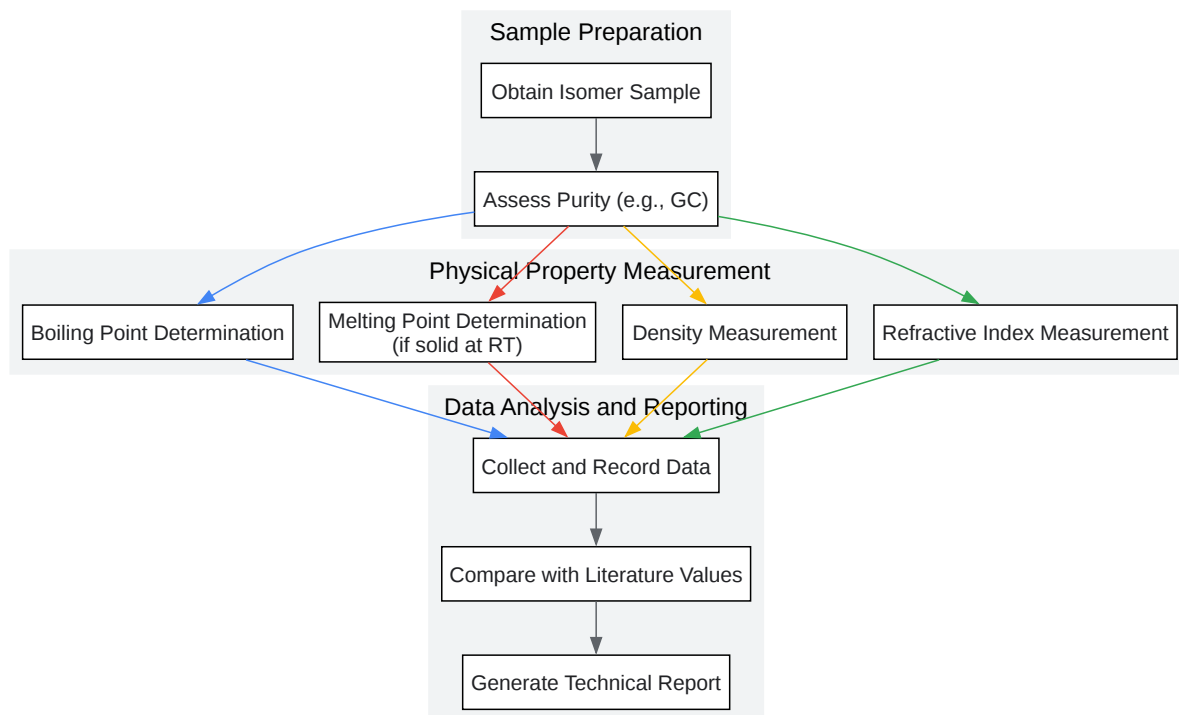 Sample Preparation
Obtain Isomer Sample
Assess Purity (e.g., GC)
Physical Property Measurement
Boiling Point Determination
Melting Point Determination
(if solid at RT)
Density Measurement
Refractive Index Measurement
Data Analysis and Reporting
Collect and Record Data
Compare with Literature Values
Generate Technical Report